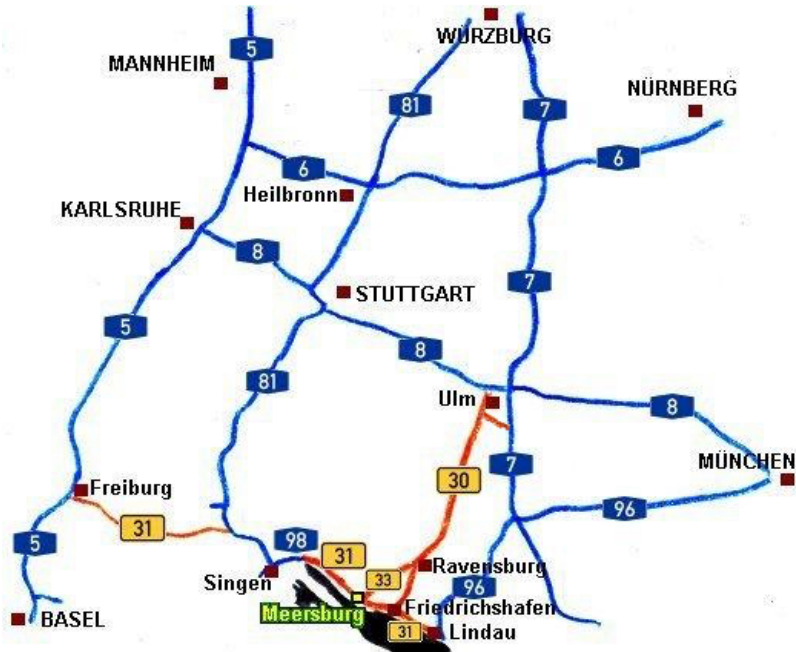 WÜRZBURG
5
MANNHEIM
NÜRNBERG
81
7
6
6
Heilbronn
KARLSRUHE
8
7
STUTTGART
5
8
81
Ulm
8
7
MÜNCHEN
30
Freiburg
96
31
5
98
31
Ravensburg
33
Singen
96
Meersburg
Friedrichshafen
BASEL
31
Lindau